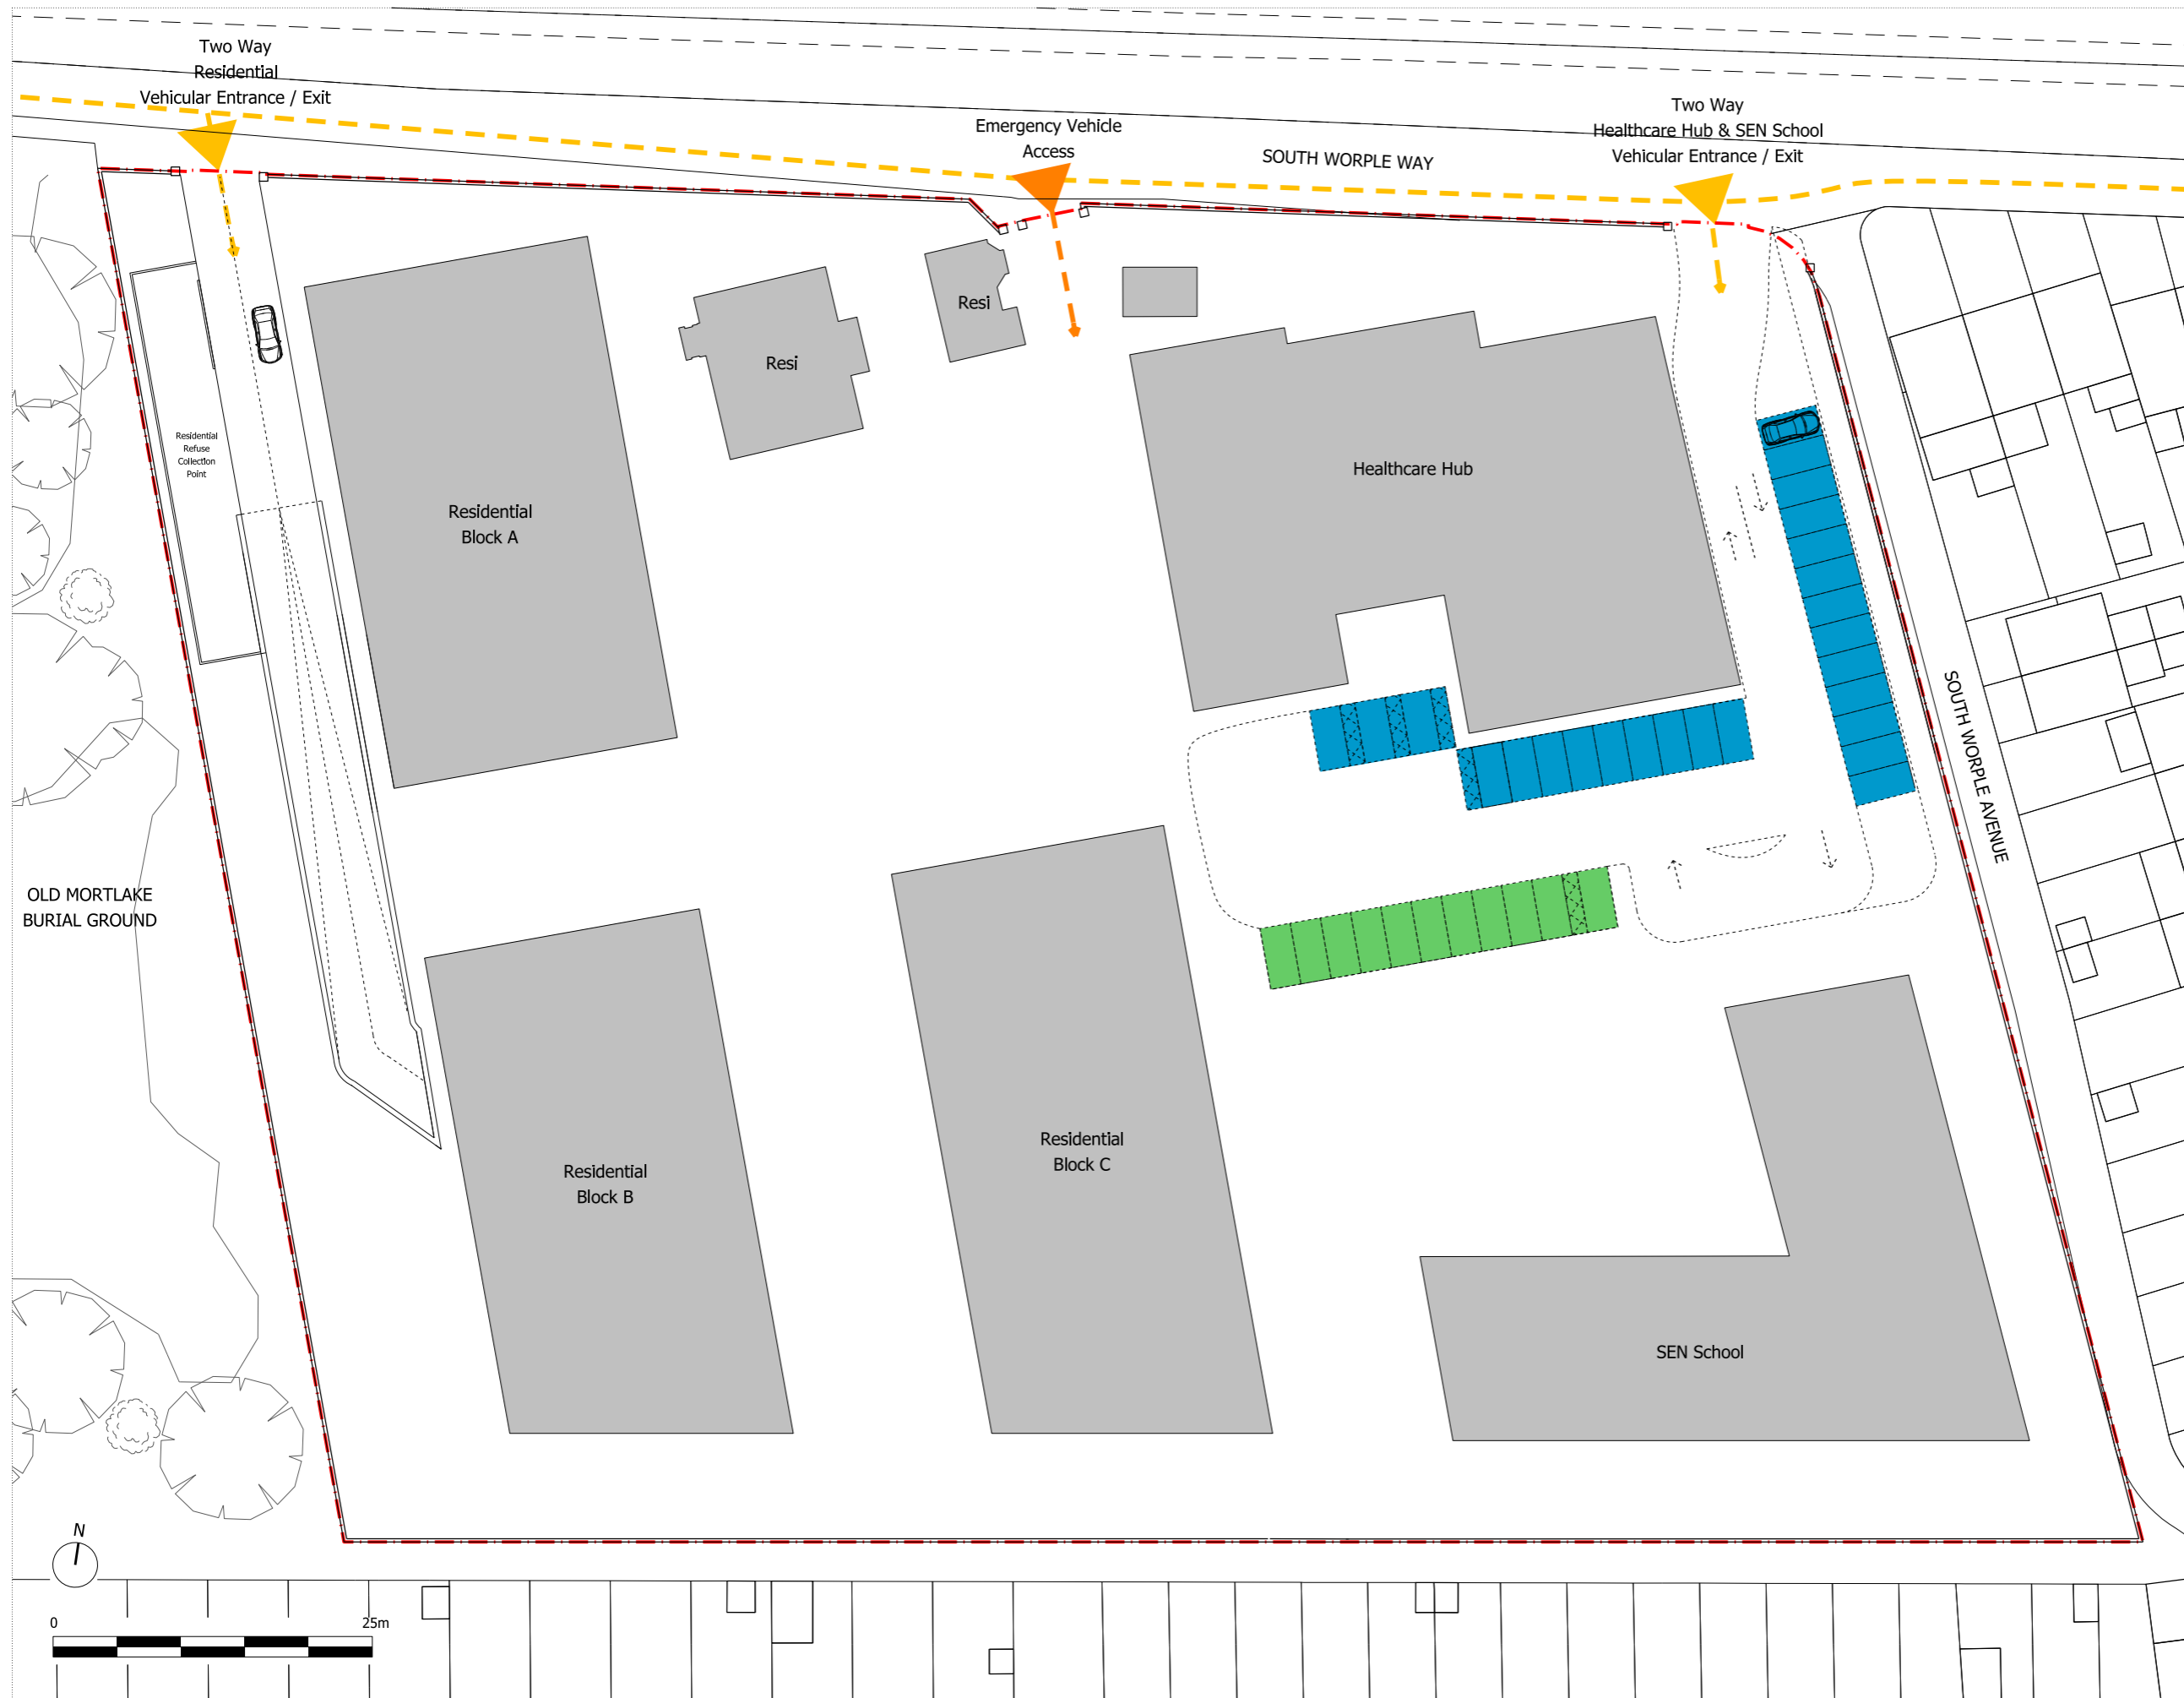 Two Way
Residential
Vehicular Entrance / Exit
Emergency Vehicle
Access
SOUTH WORPLE WAY
Two Way
Healthcare Hub & SEN School
Vehicular Entrance / Exit
Resi
Resi
Residential
Refuse
Collection
Point
Healthcare Hub
Residential
Block A
SOUTH WORPLE AVENUE
OLD MORTLAKE
BURIAL GROUND
Residential
Block C
Residential
Block B
SEN School
N
0 25m